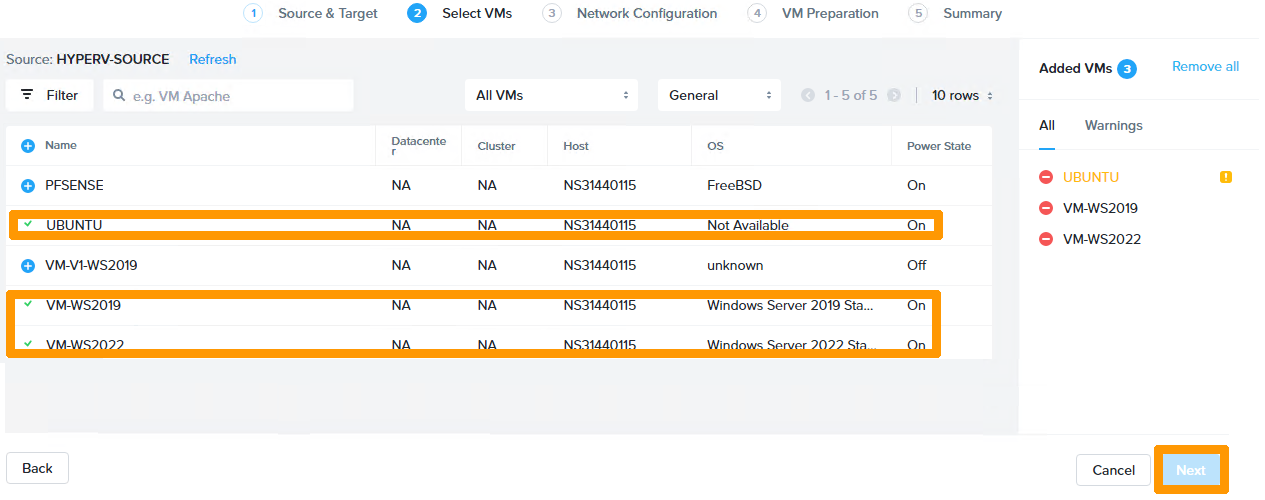 1 Source & Target 2 Select VMs 3 Network Configuration 4 VM Preparation 5 Summary
Source: HYPERV-SOURCE Refresh
Filter e.g. VM Apache All VMs General 1 - 5 of 5 10 rows
Name Datacenter Cluster Host OS Power State
PFSENSE NA NA NS31440115 FreeBSD On
UBUNTU NA NA NS31440115 Not Available On
VM-V1-WS2019 NA NA NS31440115 unknown Off
VM-WS2019 NA NA NS31440115 Windows Server 2019 Sta... On
VM-WS2022 NA NA NS31440115 Windows Server 2022 Sta... On
Added VMs 3 Remove all
All Warnings
UBUNTU !
VM-WS2019
VM-WS2022
Back Cancel Next